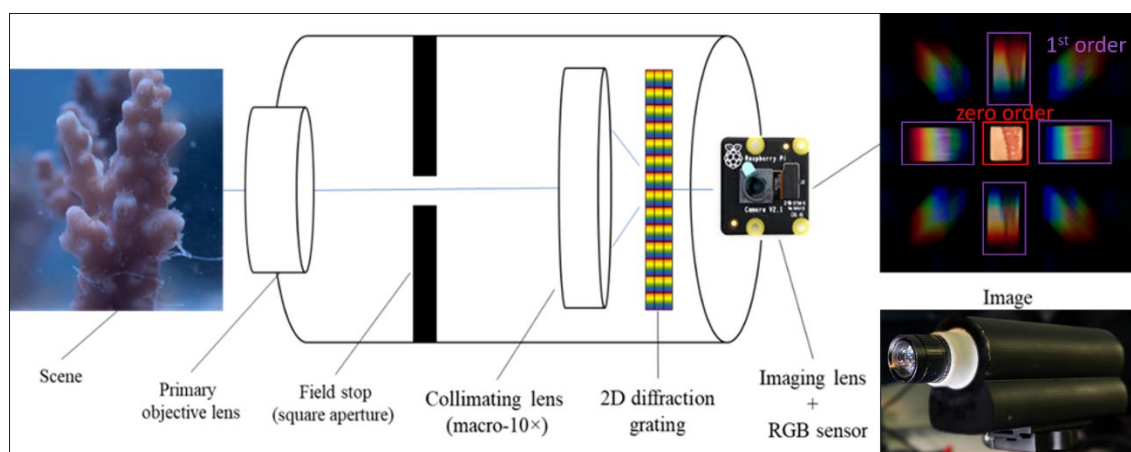 1st order
zero order
Raspberry Pi
Camera V2.1
Image
Scene
Primary
objective lens
Field stop
(square aperture)
Collimating lens
(macro-10×)
2D diffraction
grating
Imaging lens
+
RGB sensor